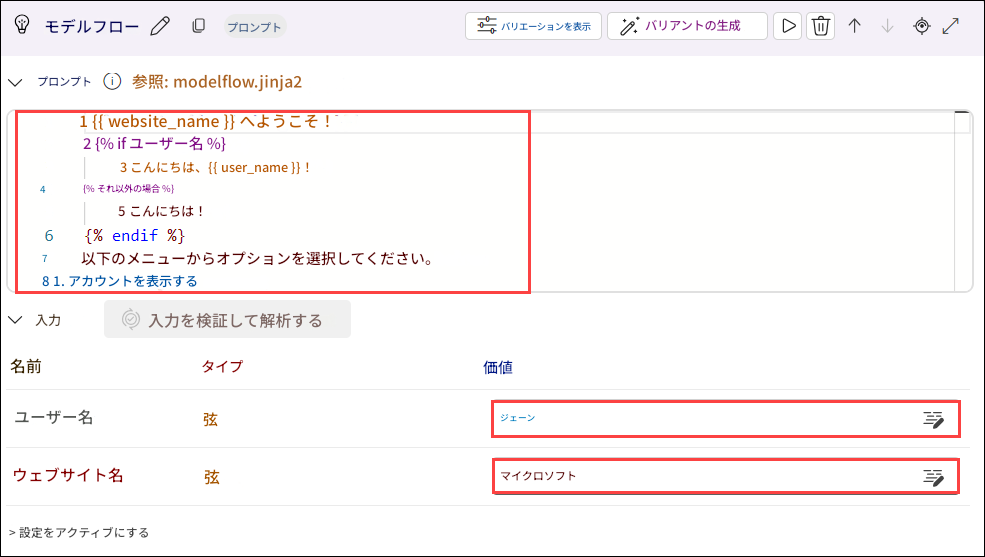 モデルフロー プロンプト バリエーションを表示 バリアントの生成
プロンプト 参照: modelflow.jinja2
1 {{ website_name }} へようこそ！
2 {% if ユーザー名 %}
3 こんにちは、{{ user_name }}！
4 {% それ以外の場合 %}
5 こんにちは！
6 {% endif %}
7 以下のメニューからオプションを選択してください。
8 1. アカウントを表示する
入力 入力を検証して解析する
名前 タイプ 価値
ユーザー名 弦 ジェーン
ウェブサイト名 弦 マイクロソフト
> 設定をアクティブにする